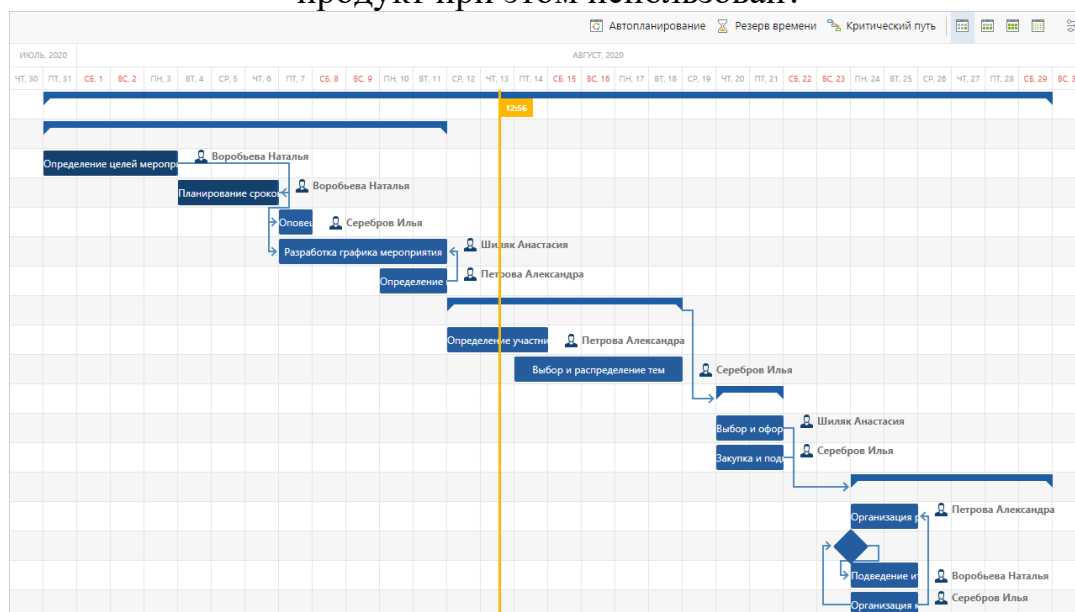 продукт при этом использован?
Автопланирование Резерв времени Критический путь
ИЮЛЬ, 2020 АВГУСТ, 2020
ЧТ, 30 ПТ, 31 СБ, 1 ВС, 2 ПН, 3 ВТ, 4 СР, 5 ЧТ, 6 ПТ, 7 СБ, 8 ВС, 9 ПН, 10 ВТ, 11 СР, 12 ЧТ, 13 ПТ, 14 СБ, 15 ВС, 16 ПН, 17 ВТ, 18 СР, 19 ЧТ, 20 ПТ, 21 СБ, 22 ВС, 23 ПН, 24 ВТ, 25 СР, 26 ЧТ, 27 ПТ, 28 СБ, 29 ВС, 3
12:56
Определение целей меропр Воробьева Наталья
Планирование сроко Воробьева Наталья
Оповещ Серебров Илья
Разработка графика мероприятия Шиляк Анастасия
Определение Петрова Александра
Определение участни Петрова Александра
Выбор и распределение тем Серебров Илья
Выбор и офор Шиляк Анастасия
Закупка и под Серебров Илья
Организация р Петрова Александра
Подведение и Воробьева Наталья
Организация Серебров Илья